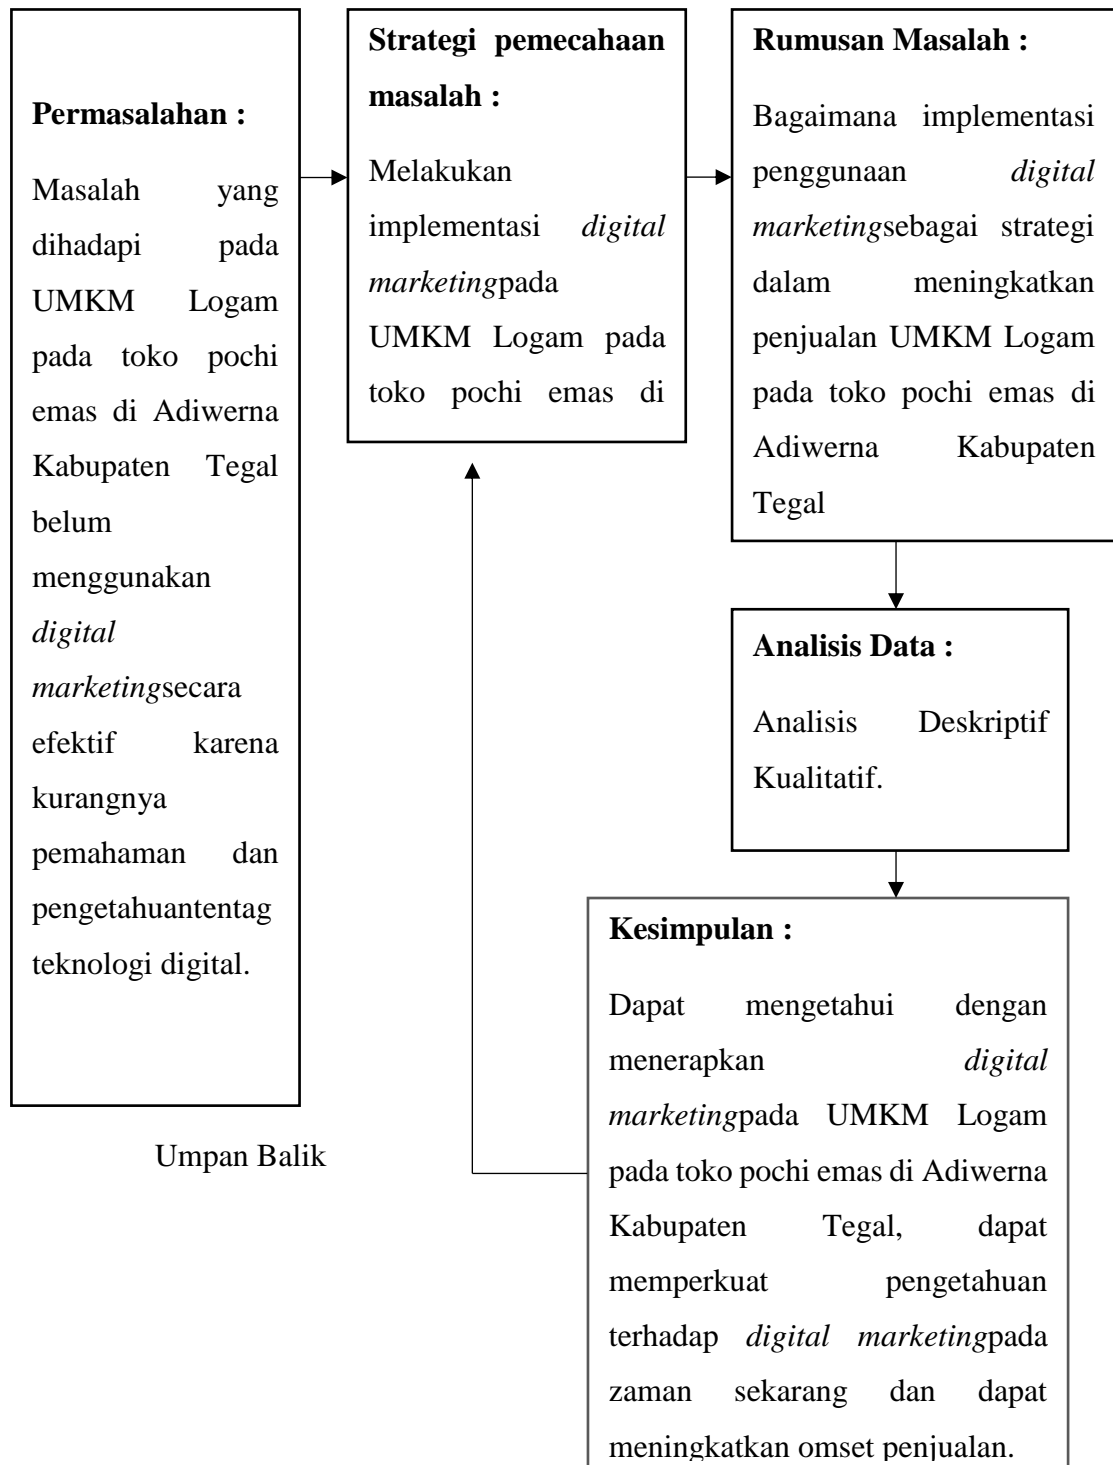 Permasalahan :
Masalah yang
dihadapi pada
UMKM Logam
pada toko pochi
emas di Adiwerna
Kabupaten Tegal
belum
menggunakan
digital
marketingsecara
efektif karena
kurangnya
pemahaman dan
pengetahuantentag
teknologi digital.
Strategi pemecahaan
masalah :
Melakukan
implementasi digital
marketingpada
UMKM Logam pada
toko pochi emas di
Rumusan Masalah :
Bagaimana implementasi
penggunaan digital
marketingsebagai strategi
dalam meningkatkan
penjualan UMKM Logam
pada toko pochi emas di
Adiwerna Kabupaten
Tegal
Analisis Data :
Analisis Deskriptif
Kualitatif.
Kesimpulan :
Dapat mengetahui dengan
menerapkan digital
marketingpada UMKM Logam
pada toko pochi emas di Adiwerna
Kabupaten Tegal, dapat
memperkuat pengetahuan
terhadap digital marketingpada
zaman sekarang dan dapat
meningkatkan omset penjualan.
Umpan Balik